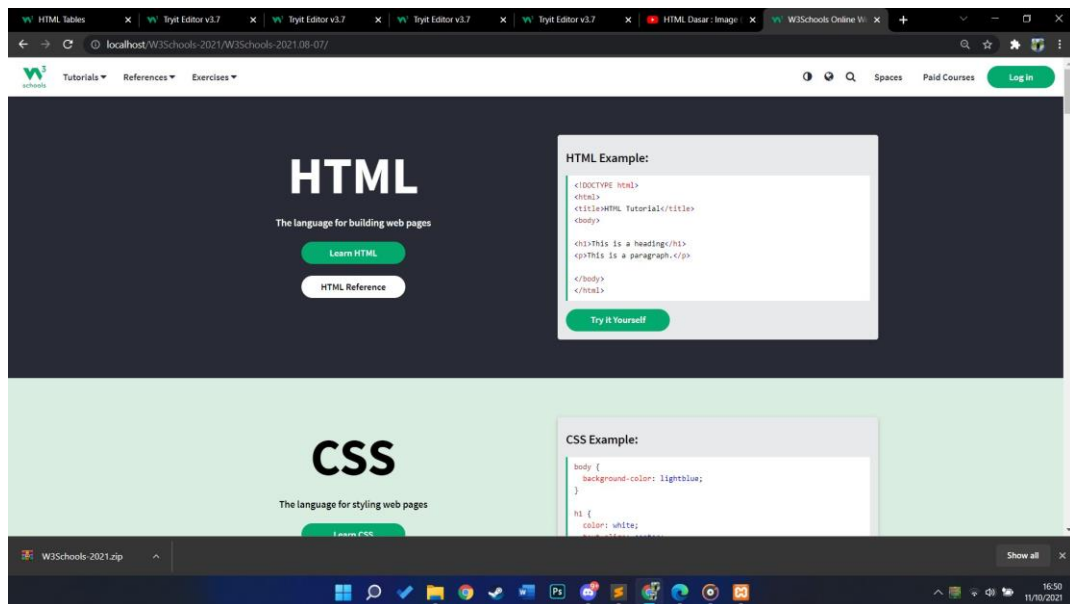 HTML Tables
Tryit Editor v3.7
Tryit Editor v3.7
Tryit Editor v3.7
Tryit Editor v3.7
HTML Dasar : Image
W3Schools Online W
localhost/W3Schools-2021/W3Schools-2021.08-07/
W3 schools
Tutorials
References
Exercises
Spaces
Paid Courses
Log in
HTML
The language for building web pages
Learn HTML
HTML Reference
HTML Example:
<!DOCTYPE html>
<html>
<title>HTML Tutorial</title>
<body>
<h1>This is a heading</h1>
<p>This is a paragraph.</p>
</body>
</html>
Try it Yourself
CSS
The language for styling web pages
Learn CSS
CSS Example:
body {
background-color: lightblue;
}
h1 {
color: white;
W3Schools-2021.zip
Show all
Ps
16:50
11/10/2021